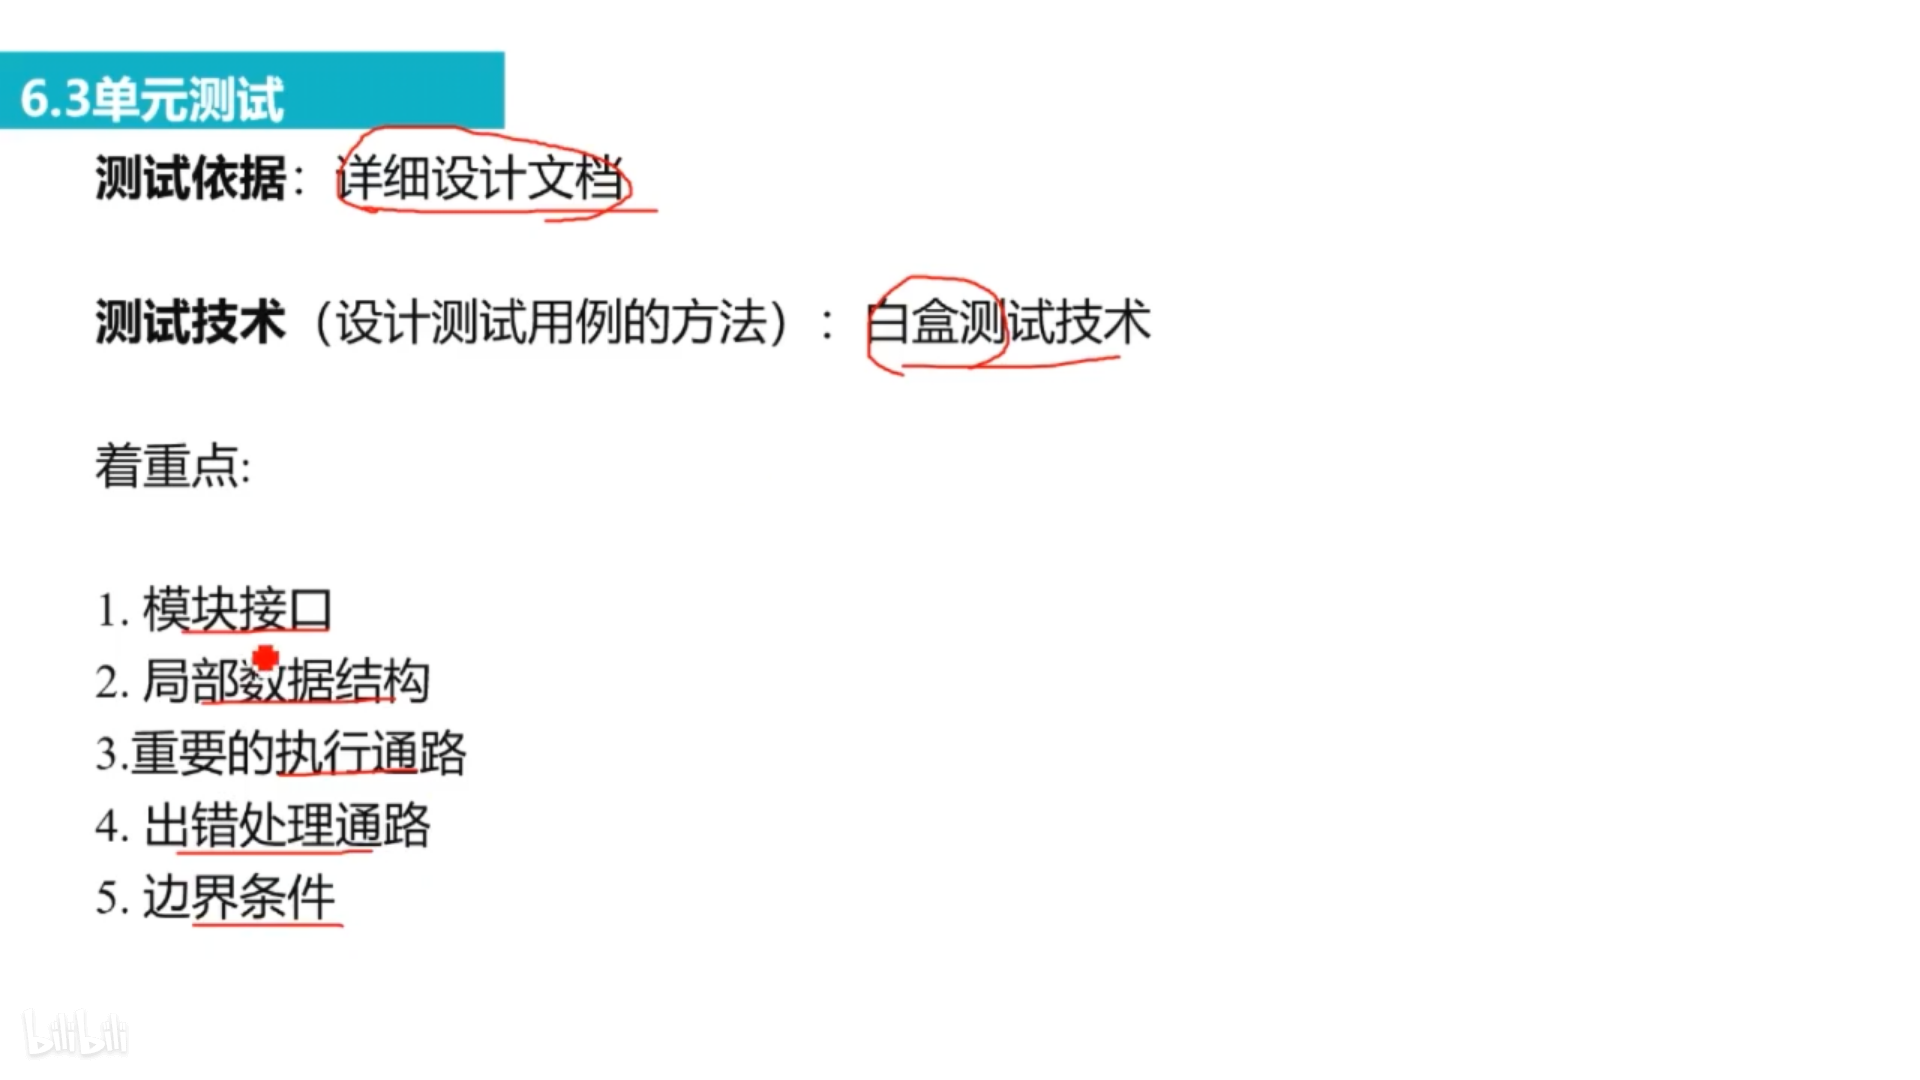 6.3单元测试
测试依据：详细设计文档
测试技术（设计测试用例的方法）：白盒测试技术
着重点:
1. 模块接口
2. 局部数据结构
3.重要的执行通路
4. 出错处理通路
5. 边界条件
bilibili